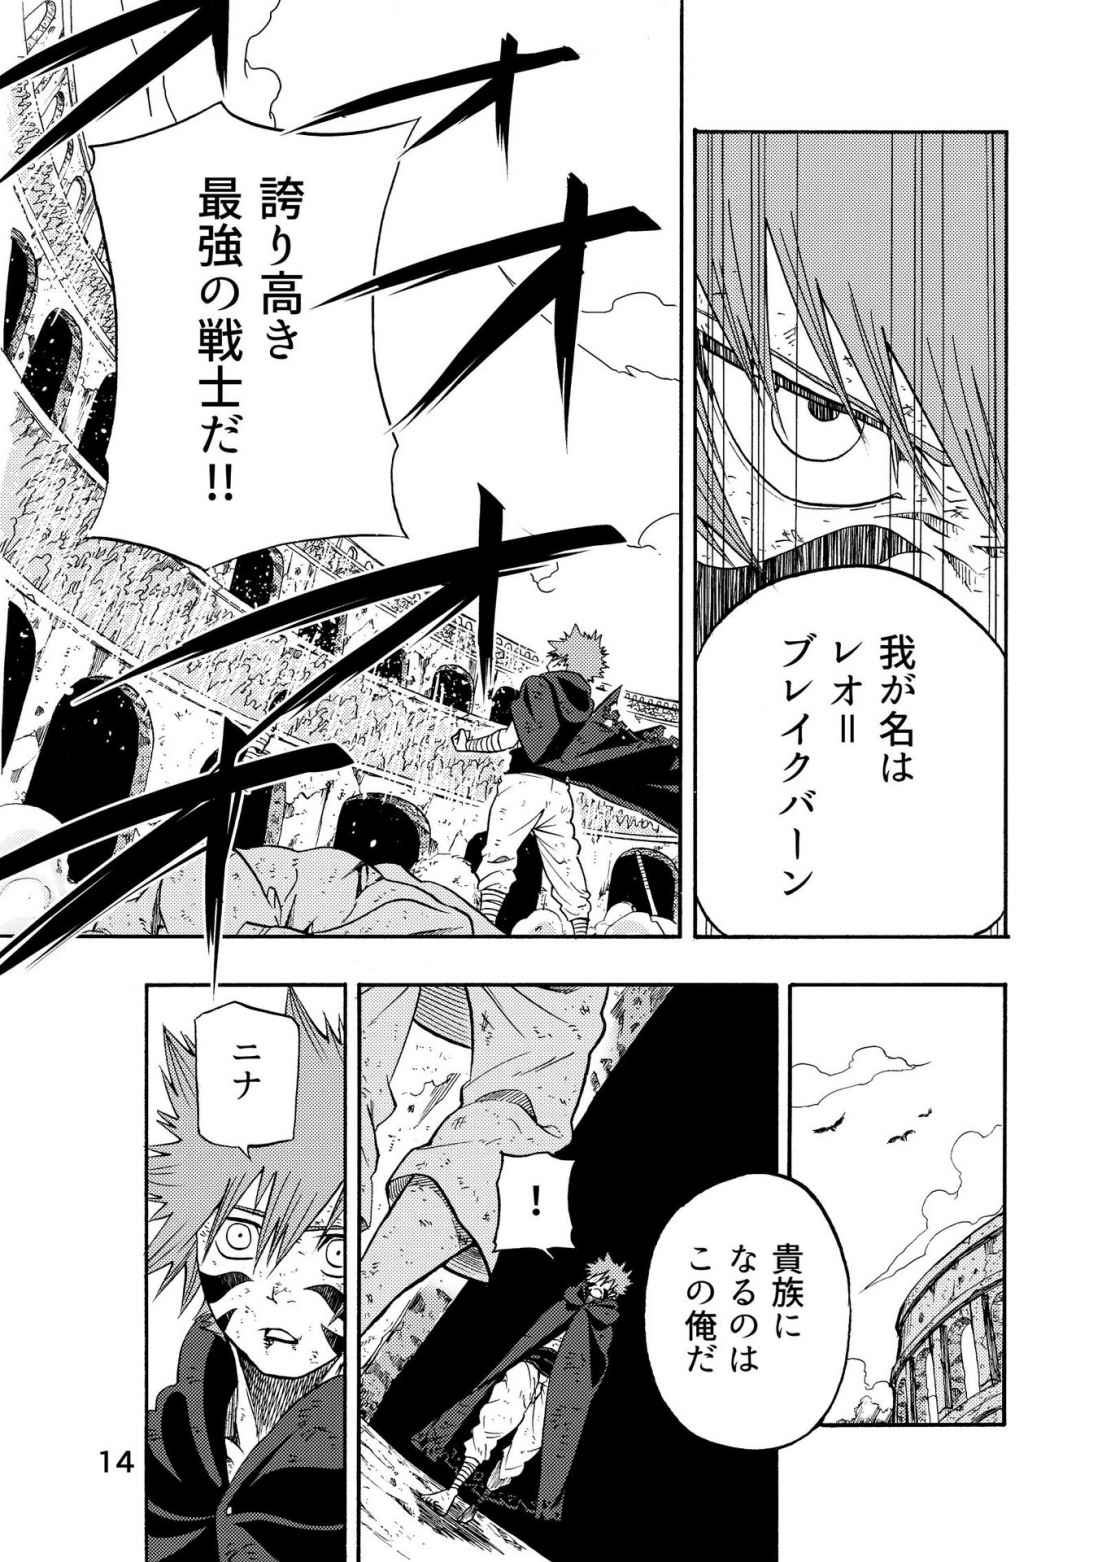 我が名は
レオ=
ブレイクバーン
誇り高き
最強の戦士だ!!
オオオオオ
貴族に
なるのは
この俺だ
!
ニナ
14